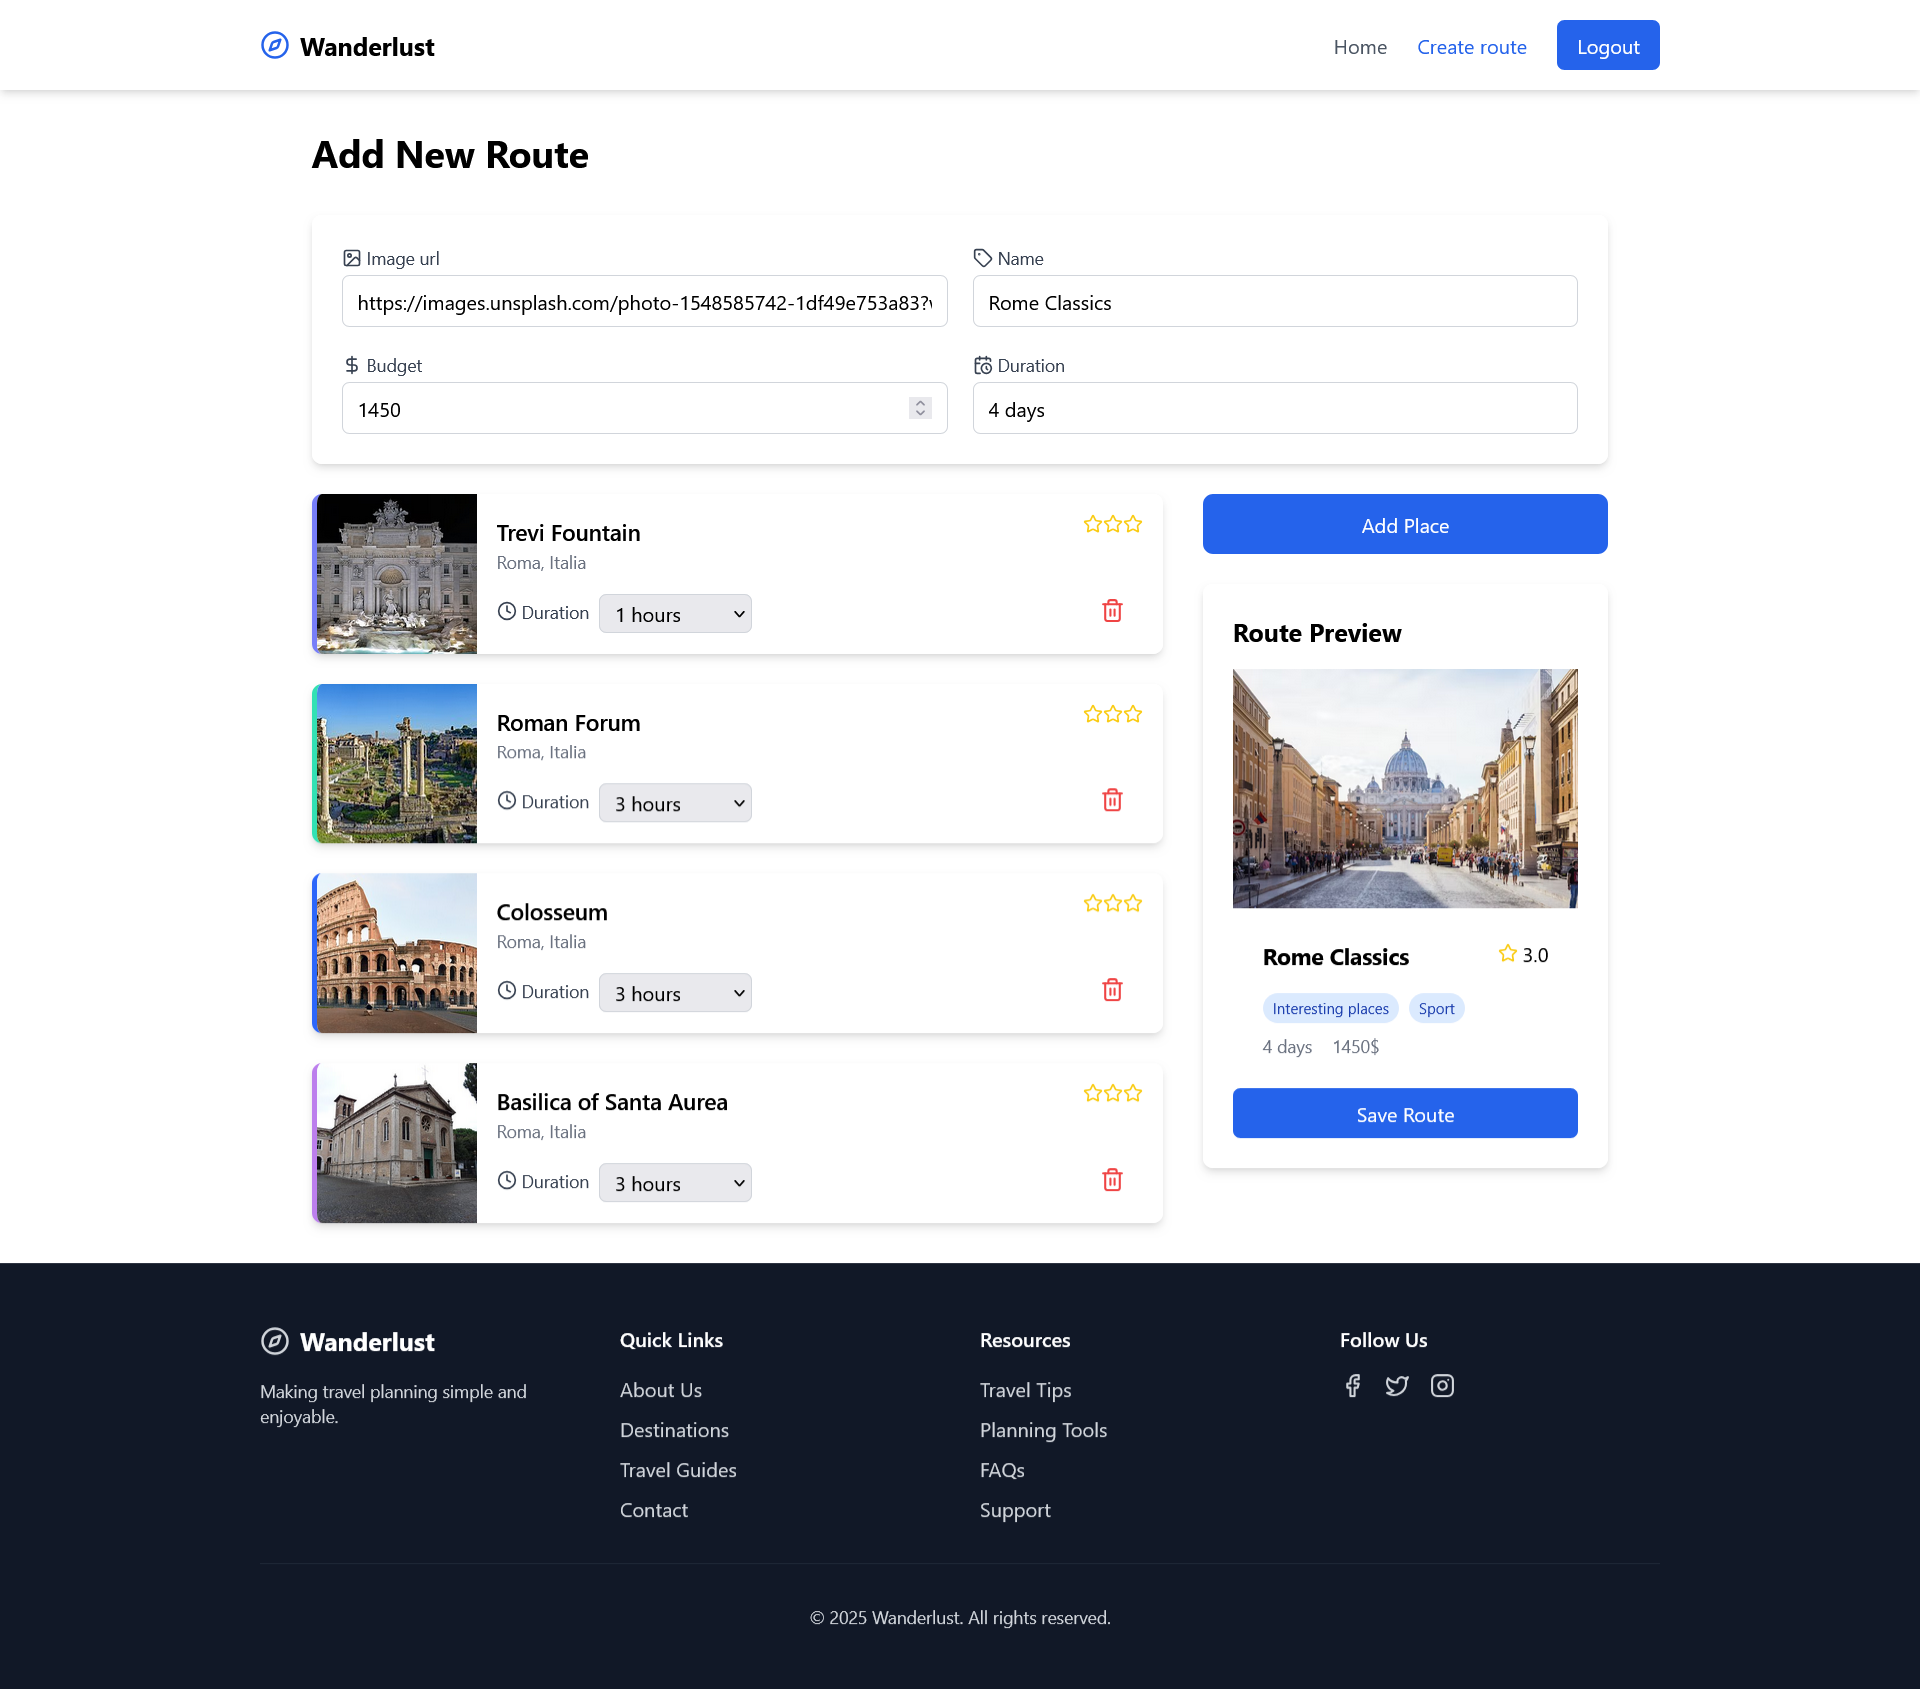 Wanderlust
Home
Create route
Logout
Add New Route
Image url
Name
https://images.unsplash.com/photo-1548585742-1df49e753a83?
Rome Classics
Budget
Duration
1450
4 days
Trevi Fountain
Roma, Italia
Duration
1 hours
Roman Forum
Roma, Italia
Duration
3 hours
Colosseum
Roma, Italia
Duration
3 hours
Basilica of Santa Aurea
Roma, Italia
Duration
3 hours
Add Place
Route Preview
Rome Classics
3.0
Interesting places
Sport
4 days
1450$
Save Route
Wanderlust
Making travel planning simple and
enjoyable.
Quick Links
About Us
Destinations
Travel Guides
Contact
Resources
Travel Tips
Planning Tools
FAQs
Support
Follow Us
© 2025 Wanderlust. All rights reserved.